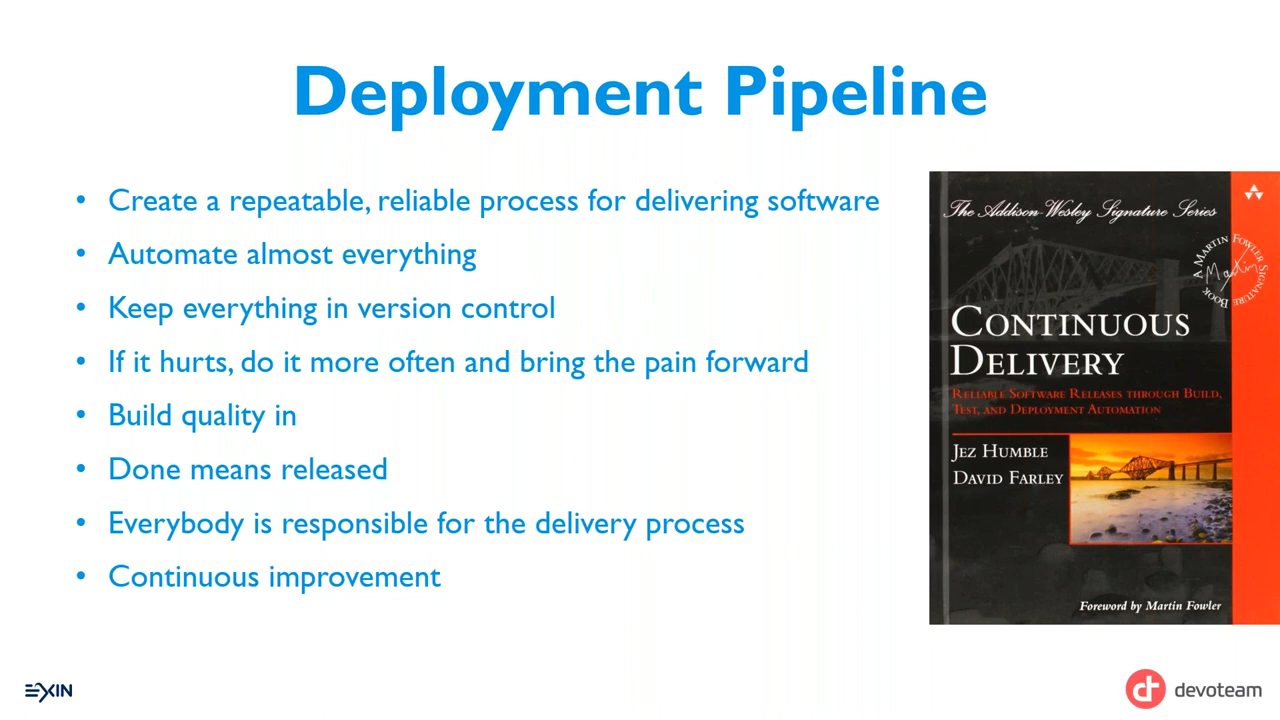 Deployment Pipeline
• Create a repeatable, reliable process for delivering software
• Automate almost everything
• Keep everything in version control
• If it hurts, do it more often and bring the pain forward
• Build quality in
• Done means released
• Everybody is responsible for the delivery process
• Continuous improvement
The Addison-Wesley Signature Series
A MARTIN FOWLER SIGNATURE BOOK
Martin
CONTINUOUS
DELIVERY
RELIABLE SOFTWARE RELEASES THROUGH BUILD,
TEST, AND DEPLOYMENT AUTOMATION
JEZ HUMBLE
DAVID FARLEY
Foreword by Martin Fowler
EXIN
dt devoteam